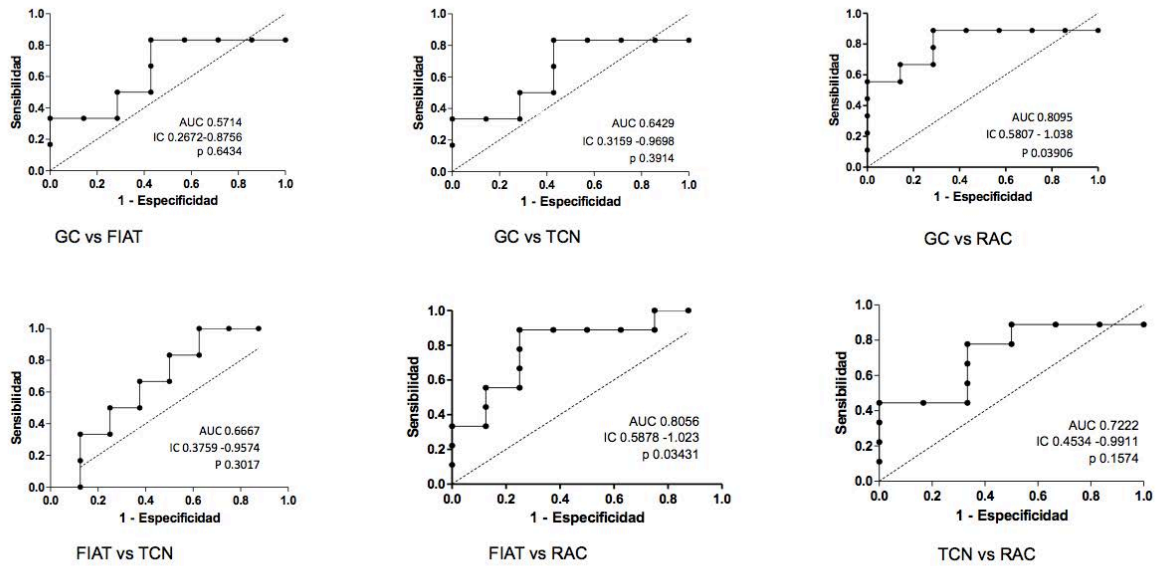 Sensibilidad
1.0
0.8
0.6
0.4
0.2
0.0
AUC 0.5714
IC 0.2672-0.8756
p 0.6434
0.0 0.2 0.4 0.6 0.8 1.0
1 - Especificidad
GC vs FIAT
Sensibilidad
1.0
0.8
0.6
0.4
0.2
0.0
AUC 0.6429
IC 0.3159 -0.9698
p 0.3914
0.0 0.2 0.4 0.6 0.8 1.0
1 - Especificidad
GC vs TCN
Sensibilidad
1.0
0.8
0.6
0.4
0.2
0.0
AUC 0.8095
IC 0.5807 - 1.038
P 0.03906
0.0 0.2 0.4 0.6 0.8 1.0
1 - Especificidad
GC vs RAC
Sensibilidad
1.0
0.8
0.6
0.4
0.2
0.0
AUC 0.6667
IC 0.3759 -0.9574
P 0.3017
0.0 0.2 0.4 0.6 0.8 1.0
1 - Especificidad
FIAT vs TCN
Sensibilidad
1.0
0.8
0.6
0.4
0.2
0.0
AUC 0.8056
IC 0.5878 -1.023
p 0.03431
0.0 0.2 0.4 0.6 0.8 1.0
1 - Especificidad
FIAT vs RAC
Sensibilidad
1.0
0.8
0.6
0.4
0.2
0.0
AUC 0.7222
IC 0.4534 -0.9911
p 0.1574
0.0 0.2 0.4 0.6 0.8 1.0
1 - Especificidad
TCN vs RAC